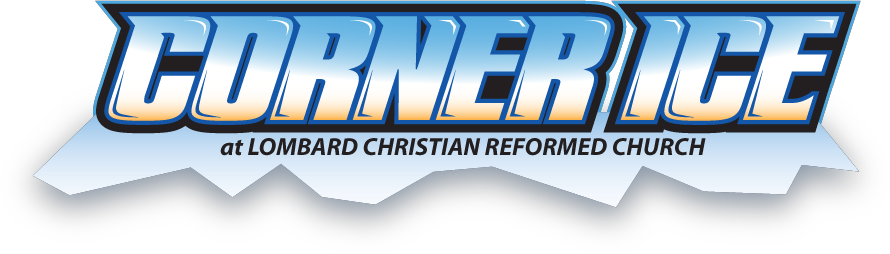 CORNER ICE
at LOMBARD CHRISTIAN REFORMED CHURCH